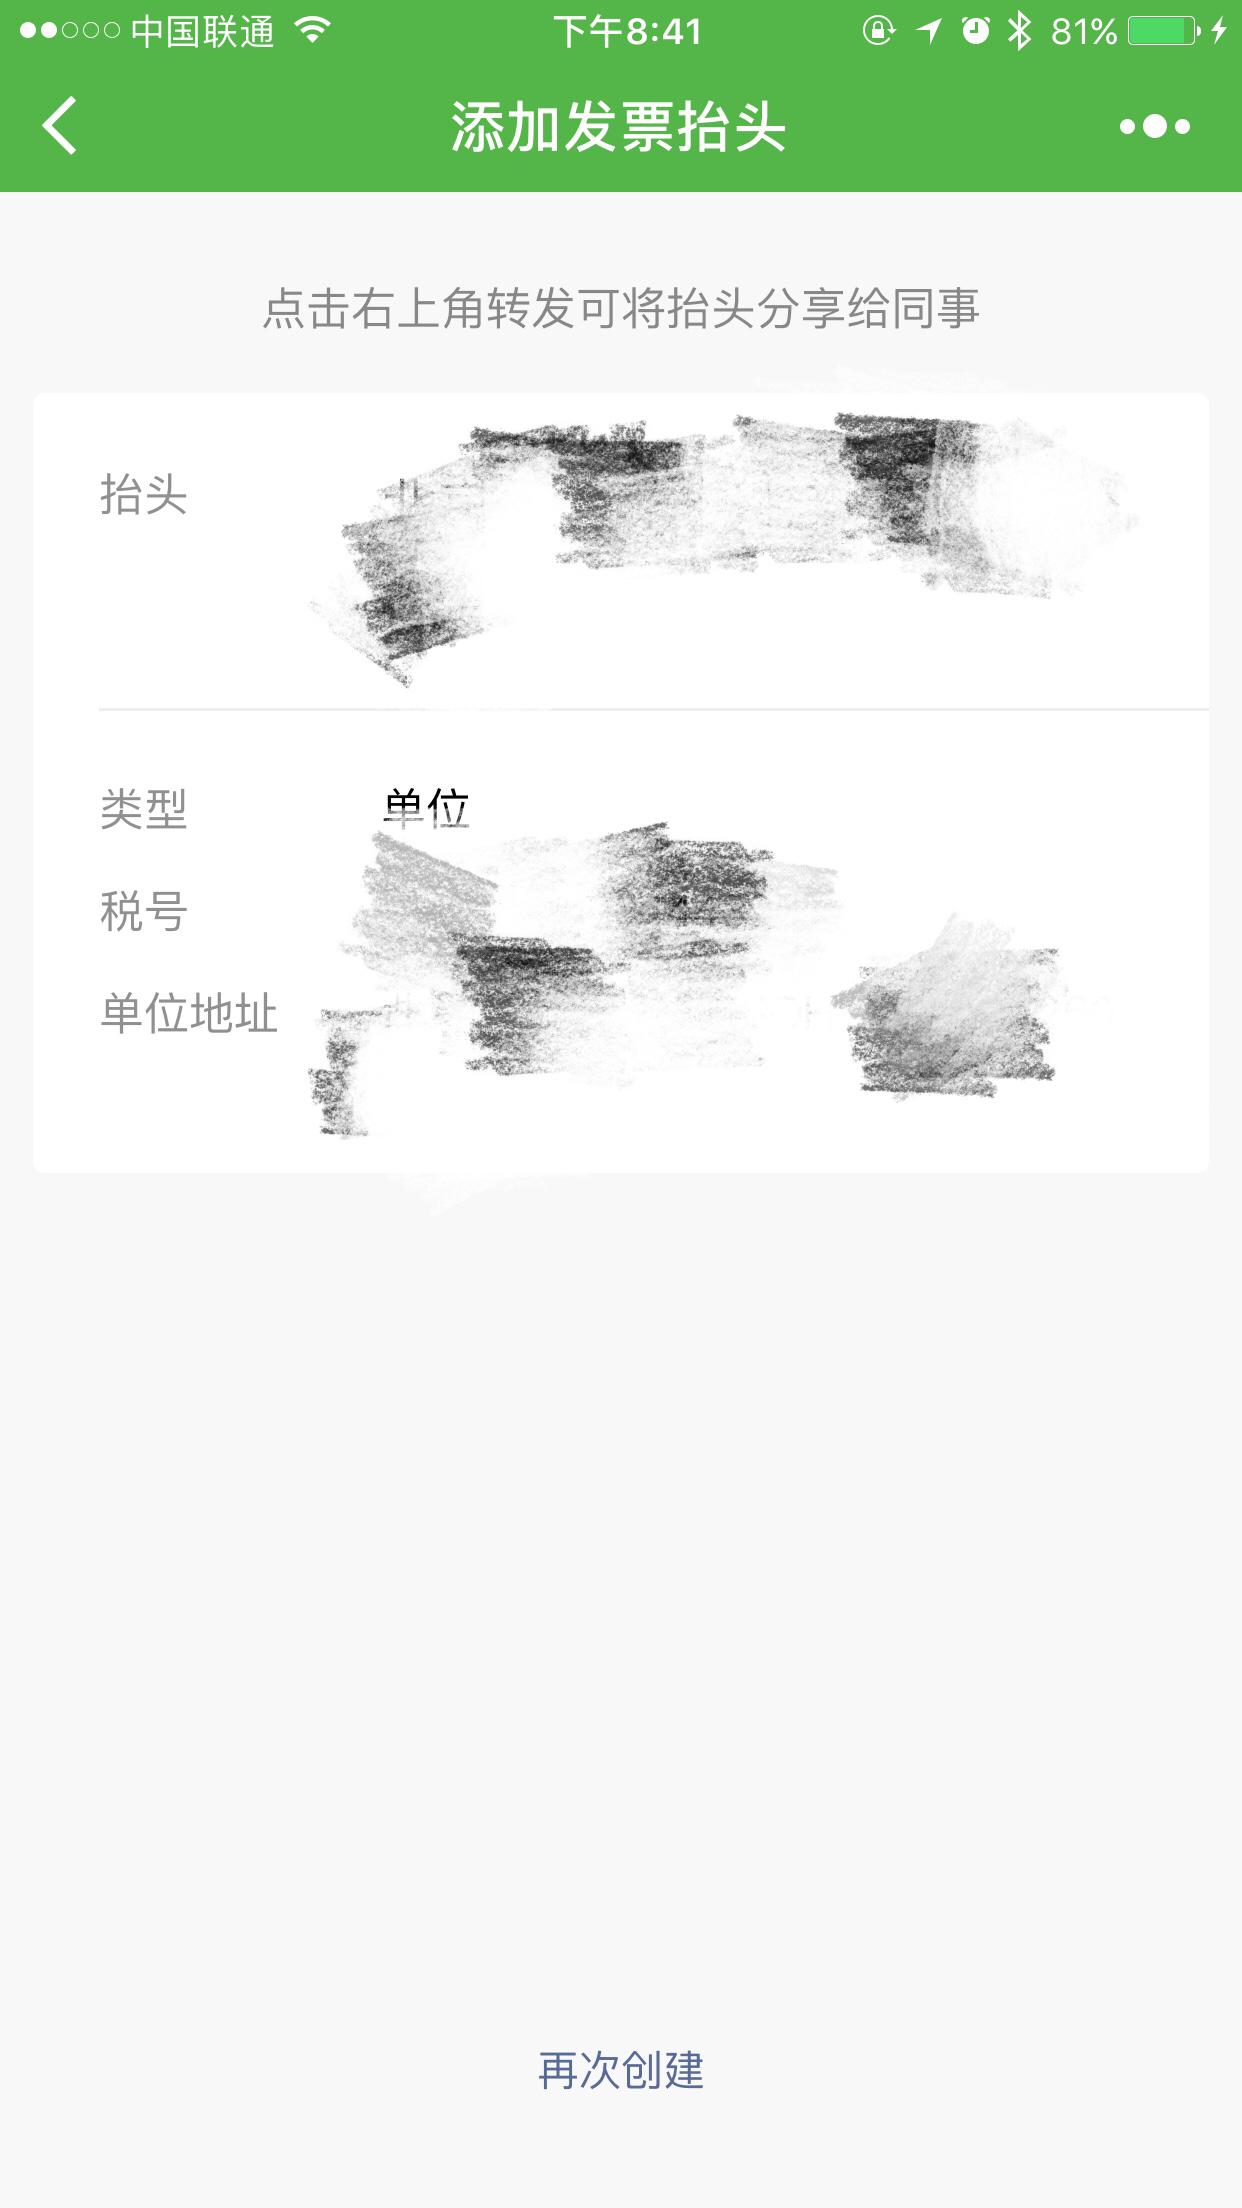 中国联通 下午8:41 81%
添加发票抬头
点击右上角转发可将抬头分享给同事
抬头
类型 单位
税号
单位地址
再次创建